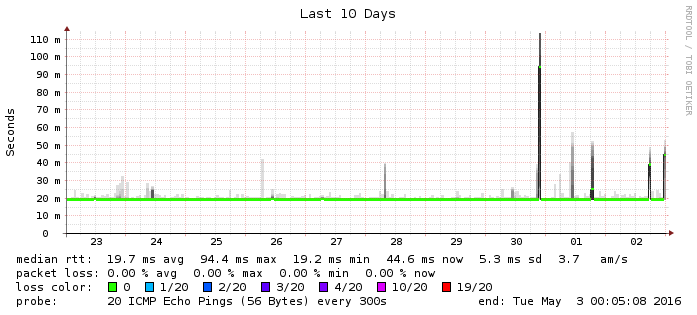 Last 10 Days
RRDTOOL / TOBI OETIKER
Seconds
110 m
100 m
90 m
80 m
70 m
60 m
50 m
40 m
30 m
20 m
10 m
0
23 24 25 26 27 28 29 30 01 02
median rtt: 19.7 ms avg 94.4 ms max 19.2 ms min 44.6 ms now 5.3 ms sd 3.7 am/s
packet loss: 0.00 % avg 0.00 % max 0.00 % min 0.00 % now
loss color: 0 1/20 2/20 3/20 4/20 10/20 19/20
probe: 20 ICMP Echo Pings (56 Bytes) every 300s end: Tue May 3 00:05:08 2016